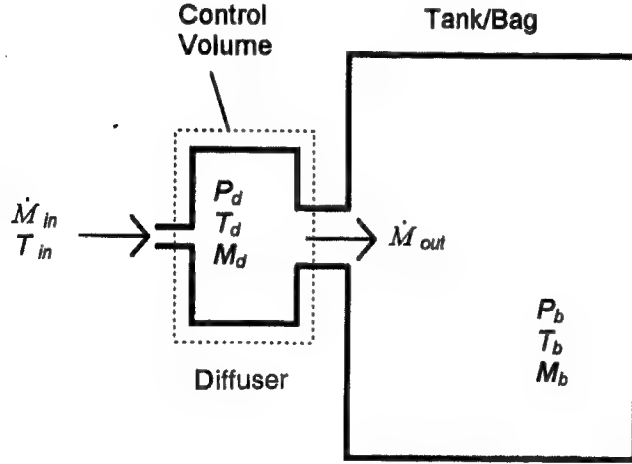 Control
Volume
Tank/Bag
Ṁ in
T in
P d
T d
M d
Ṁ out
P b
T b
M b
Diffuser